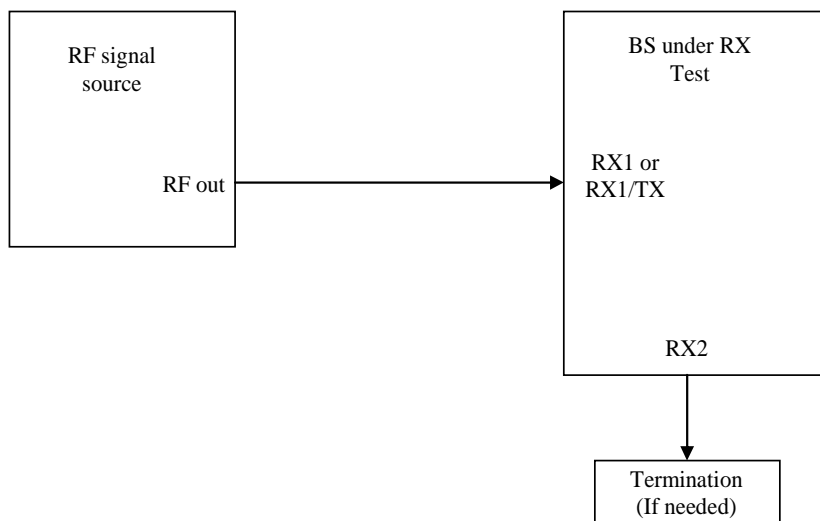 RF signal
source
RF out
BS under RX
Test
RX1 or
RX1/TX
RX2
Termination
(If needed)